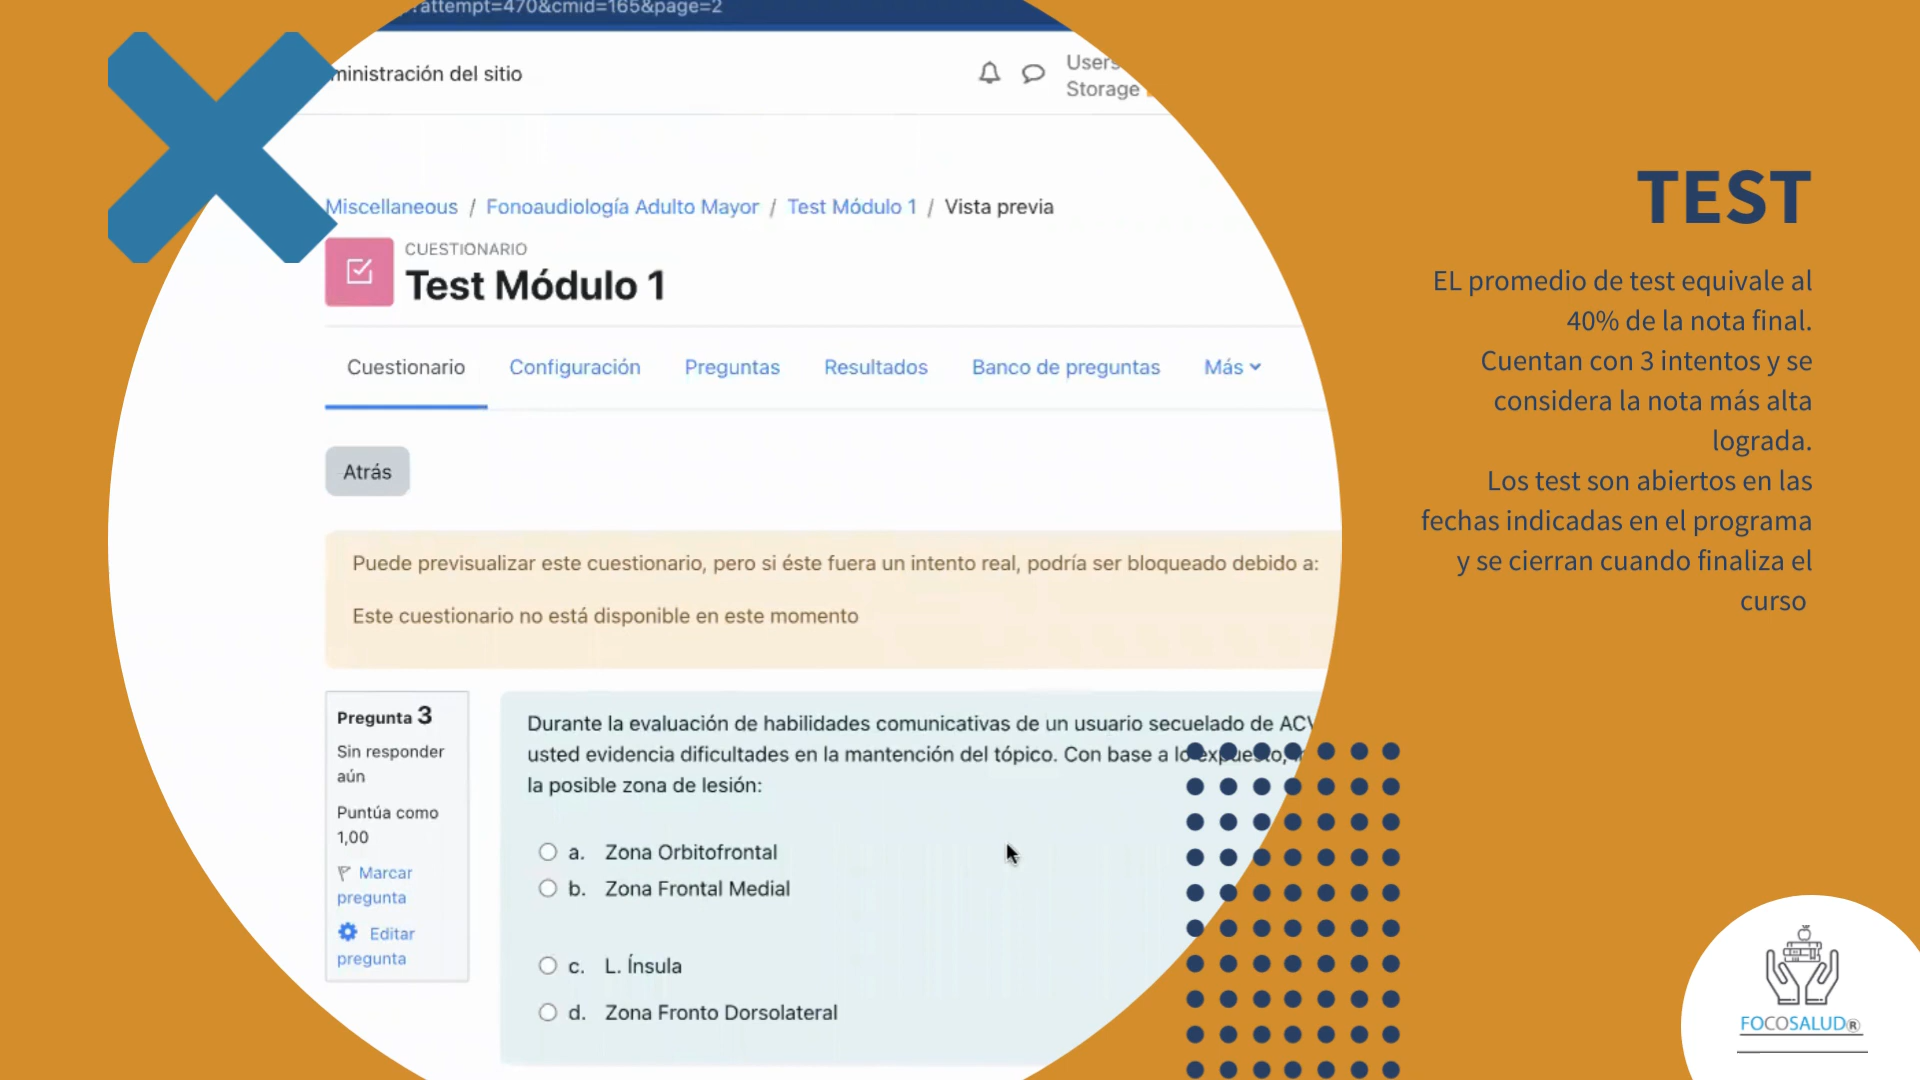 attempt=470&cmid=165&page=2
ministración del sitio
Users
Storage
Miscellaneous / Fonoaudiología Adulto Mayor / Test Módulo 1 / Vista previa
CUESTIONARIO
Test Módulo 1
Cuestionario Configuración Preguntas Resultados Banco de preguntas Más
Atrás
Puede previsualizar este cuestionario, pero si éste fuera un intento real, podría ser bloqueado debido a:
Este cuestionario no está disponible en este momento
Pregunta 3
Sin responder
aún
Puntúa como
1,00
Marcar
pregunta
Editar
pregunta
Durante la evaluación de habilidades comunicativas de un usuario secuelado de ACV
usted evidencia dificultades en la mantención del tópico. Con base a lo expuesto,
la posible zona de lesión:
a. Zona Orbitofrontal
b. Zona Frontal Medial
c. L. Ínsula
d. Zona Fronto Dorsolateral
TEST
EL promedio de test equivale al
40% de la nota final.
Cuentan con 3 intentos y se
considera la nota más alta
lograda.
Los test son abiertos en las
fechas indicadas en el programa
y se cierran cuando finaliza el
curso
FOCOSALUD®